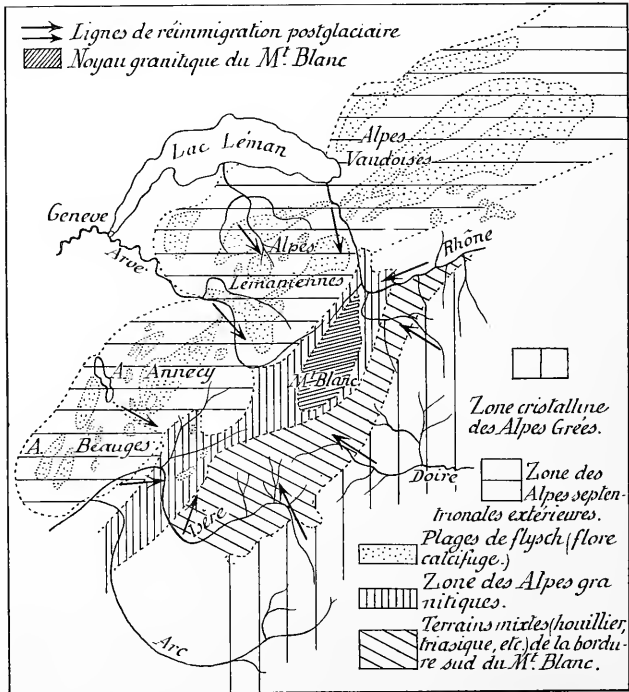 Lignes de réimmigration postglaciaire
Noyau granitique du Mt. Blanc
Lac Léman
Alpes
Vaudoises
Geneve
Arve
Alpes
Lémaniennes
Rhône
A. Annecy
Mt. Blanc
A. Beauges
Isère
Doire
Arc
Zone cristalline
des Alpes Grées.
Zone des
Alpes septen-
trionales extérieures.
Plages de flysch (flore
calcifuge.)
Zone des Alpes gra
nitiques.
Terrains mixtes (houillier,
triasique, etc.) de la bordu-
re sud du Mt. Blanc.